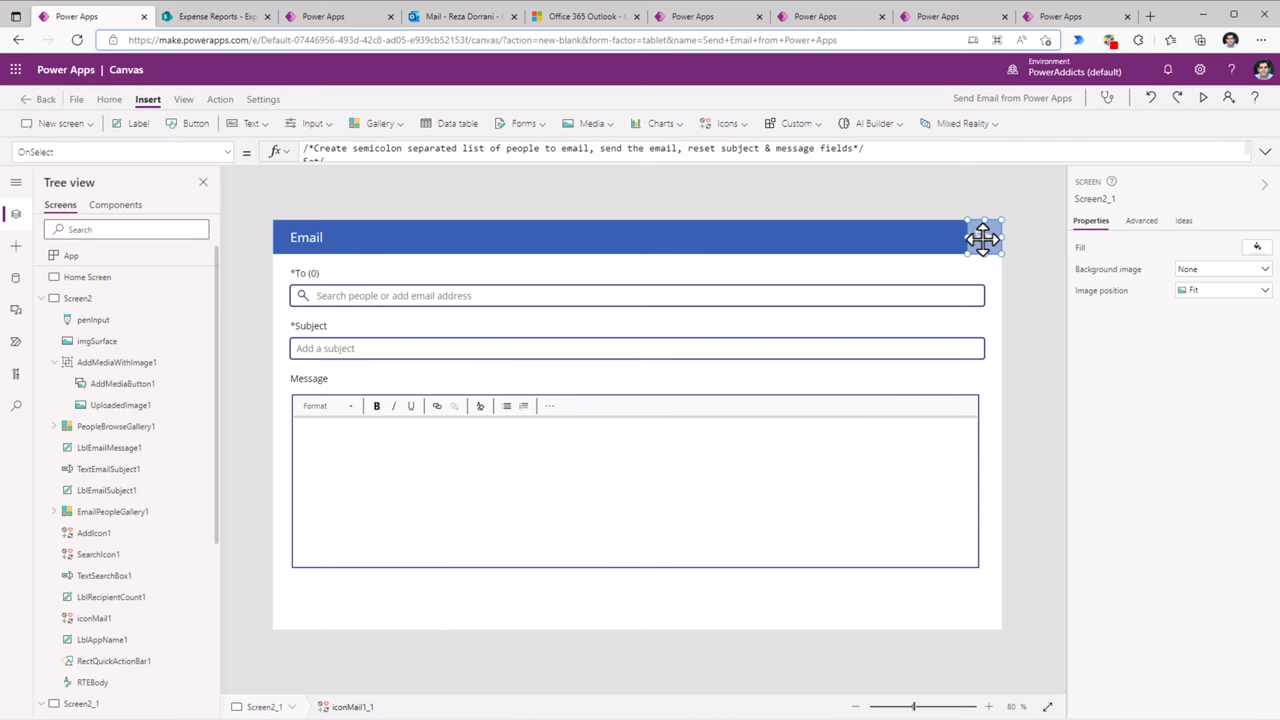 Power Apps
Expense Reports - Exp
Power Apps
Mail - Reza Dorrani - O
Office 365 Outlook - C
Power Apps
Power Apps
Power Apps
Power Apps
https://make.powerapps.com/e/Default-07446956-493d-42c8-ad05-e939cb52153f/canvas/?action=new-blank&form-factor=tablet&name=Send+Email+from+Power+Apps
Power Apps | Canvas
Environment
PowerAddicts (default)
Back
File
Home
Insert
View
Action
Settings
Send Email from Power Apps
New screen
Label
Button
Text
Input
Gallery
Data table
Forms
Media
Charts
Icons
Custom
AI Builder
Mixed Reality
OnSelect
= fx
/*Create semicolon separated list of people to email, send the email, reset subject & message fields*/
Set(
Tree view
Screens
Components
Search
App
Home Screen
Screen2
penInput
imgSurface
AddMediaWithImage1
AddMediaButton1
UploadedImage1
PeopleBrowseGallery1
LblEmailMessage1
TextEmailSubject1
LblEmailSubject1
EmailPeopleGallery1
AddIcon1
SearchIcon1
TextSearchBox1
LblRecipientCount1
iconMail1
LblAppName1
RectQuickActionBar1
RTEBody
Screen2_1
Email
*To (0)
Search people or add email address
*Subject
Add a subject
Message
Format
B I U
SCREEN
Screen2_1
Properties
Advanced
Ideas
Fill
Background image
None
Image position
Fit
Screen2_1
iconMail1_1
80 %